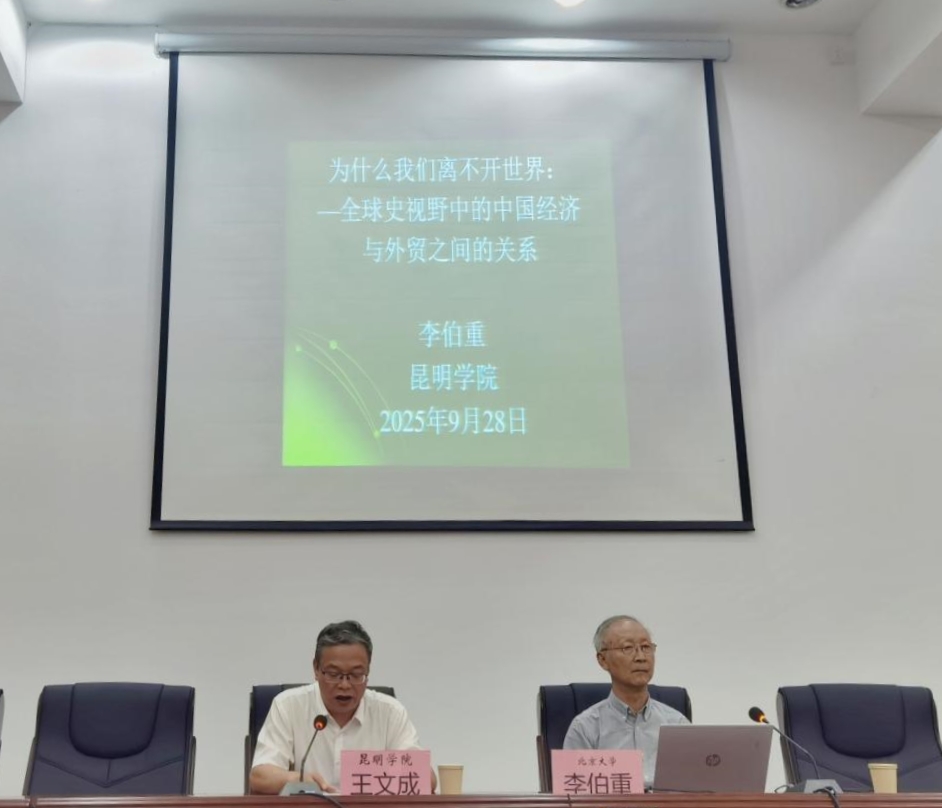 为什么我们离不开世界：
—全球史视野中的中国经济
与外贸之间的关系
李伯重
昆明学院
2025年9月28日
昆明学院
王文成
北京大学
李伯重
hp